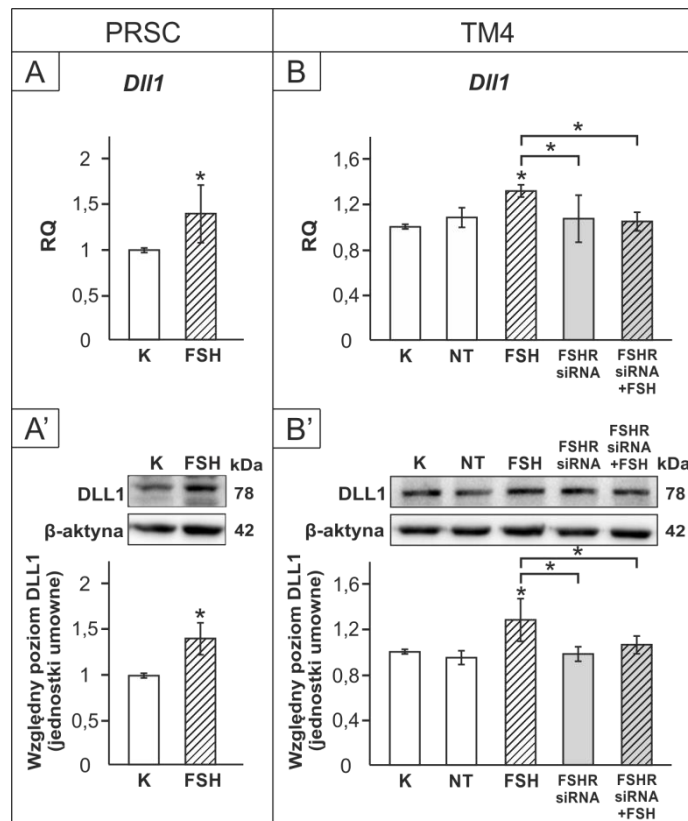 PRSC
TM4
A
Dll1
RQ
2
1,5
1
0,5
0
*
K
FSH
B
Dll1
RQ
1,6
1,2
0,8
0,4
0
*
*
*
K
NT
FSH
FSHR
siRNA
FSHR
siRNA
+FSH
A'
K
FSH
kDa
DLL1
78
β-aktyna
42
Względny poziom DLL1
(jednostki umowne)
2
1,5
1
0,5
0
*
K
FSH
B'
K
NT
FSH
FSHR
siRNA
FSHR
siRNA
+FSH
kDa
DLL1
78
β-aktyna
42
Względny poziom DLL1
(jednostki umowne)
1,6
1,2
0,8
0,4
0
*
*
*
K
NT
FSH
FSHR
siRNA
FSHR
siRNA
+FSH